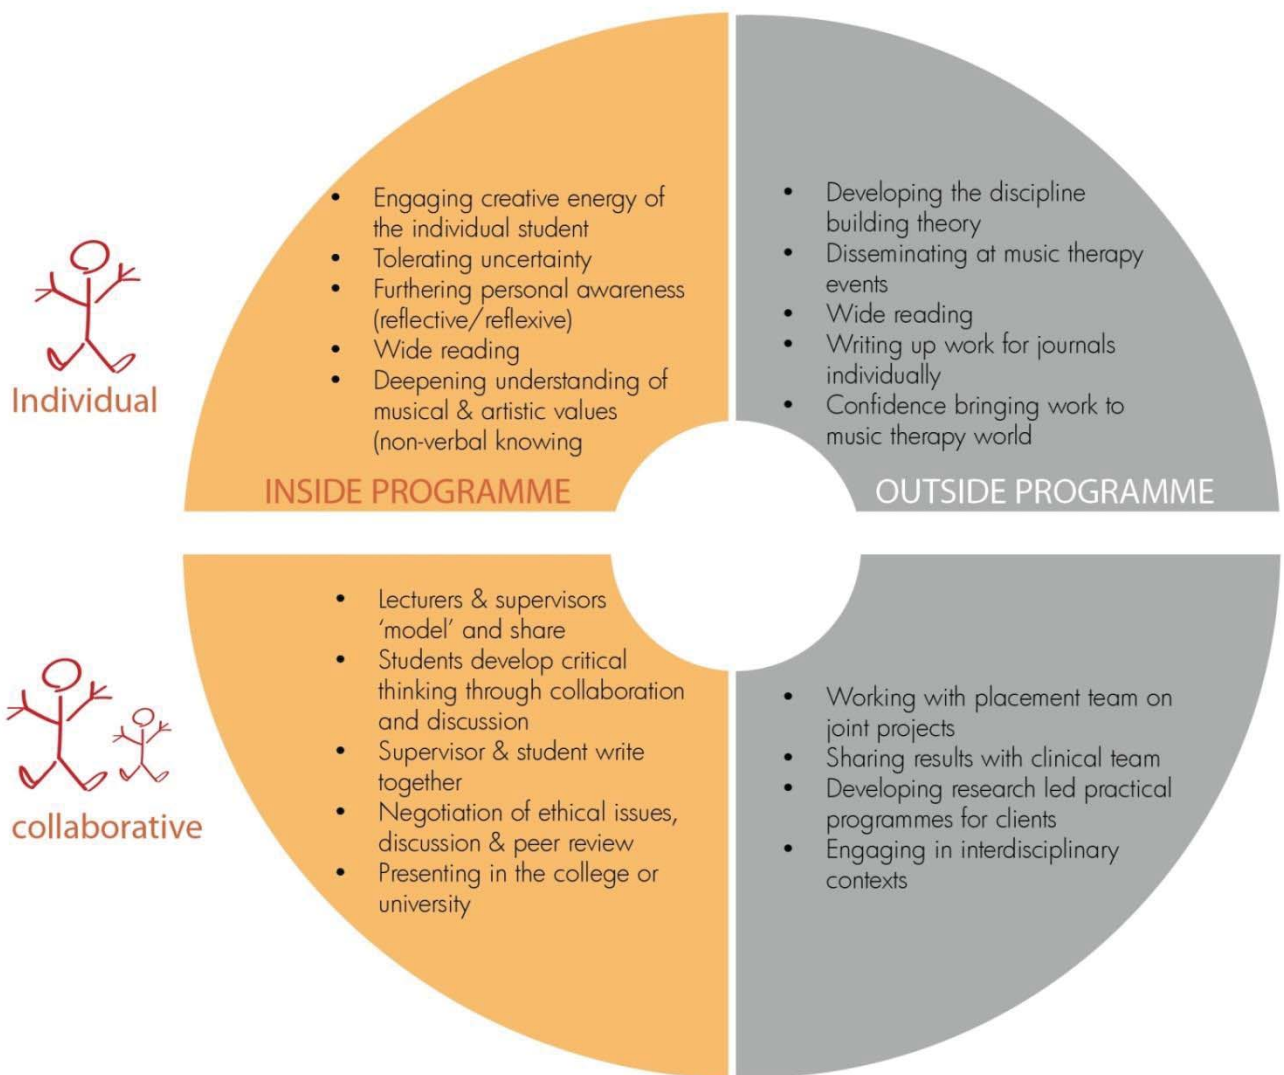 • Engaging creative energy of
the individual student
• Tolerating uncertainty
• Furthering personal awareness
(reflective/reflexive)
• Wide reading
• Deepening understanding of
musical & artistic values
(non-verbal knowing
INSIDE PROGRAMME
• Developing the discipline
building theory
• Disseminating at music therapy
events
• Wide reading
• Writing up work for journals
individually
• Confidence bringing work to
music therapy world
OUTSIDE PROGRAMME
Individual
• Lecturers & supervisors
‘model’ and share
• Students develop critical
thinking through collaboration
and discussion
• Supervisor & student write
together
• Negotiation of ethical issues,
discussion & peer review
• Presenting in the college or
university
• Working with placement team on
joint projects
• Sharing results with clinical team
• Developing research led practical
programmes for clients
• Engaging in interdisciplinary
contexts
collaborative